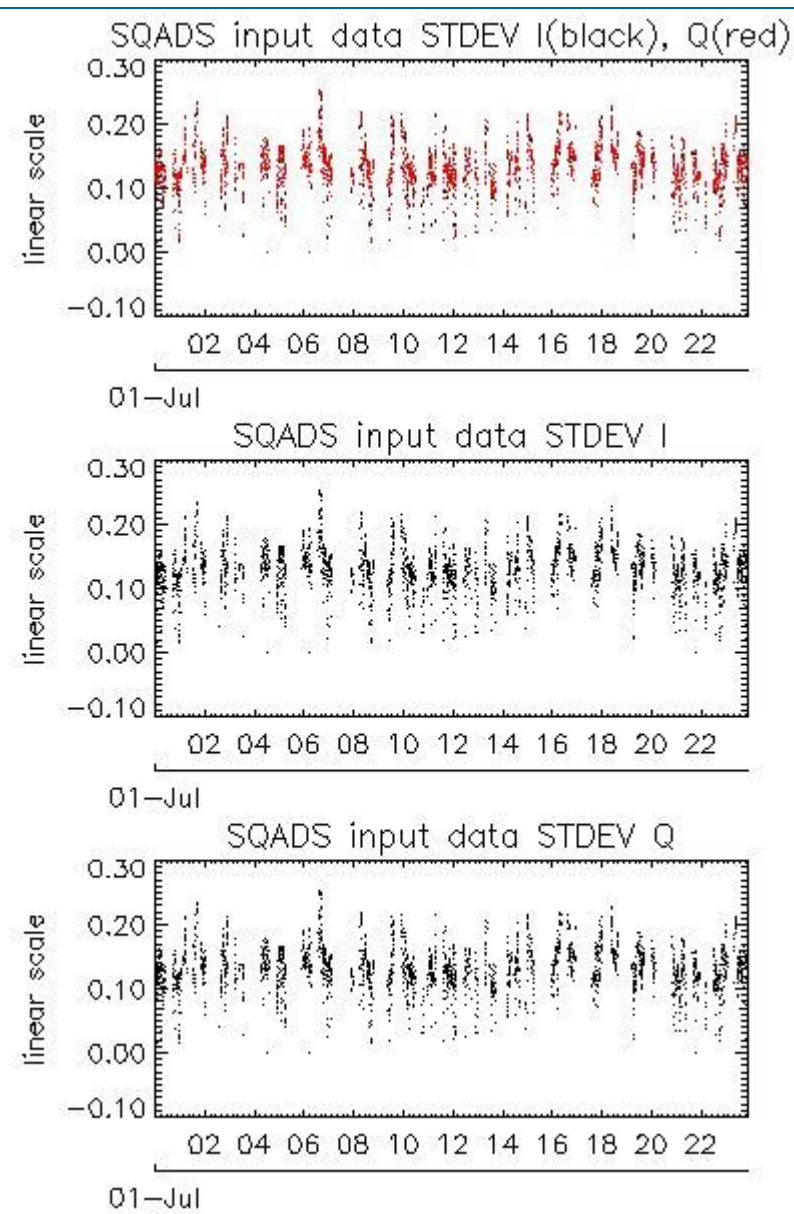 SQADS input data STDEV I(black), Q(red)
0.30
0.20
0.10
0.00
−0.10
linear scale
02 04 06 08 10 12 14 16 18 20 22
01−Jul
SQADS input data STDEV I
0.30
0.20
0.10
0.00
−0.10
linear scale
02 04 06 08 10 12 14 16 18 20 22
01−Jul
SQADS input data STDEV Q
0.30
0.20
0.10
0.00
−0.10
linear scale
02 04 06 08 10 12 14 16 18 20 22
01−Jul